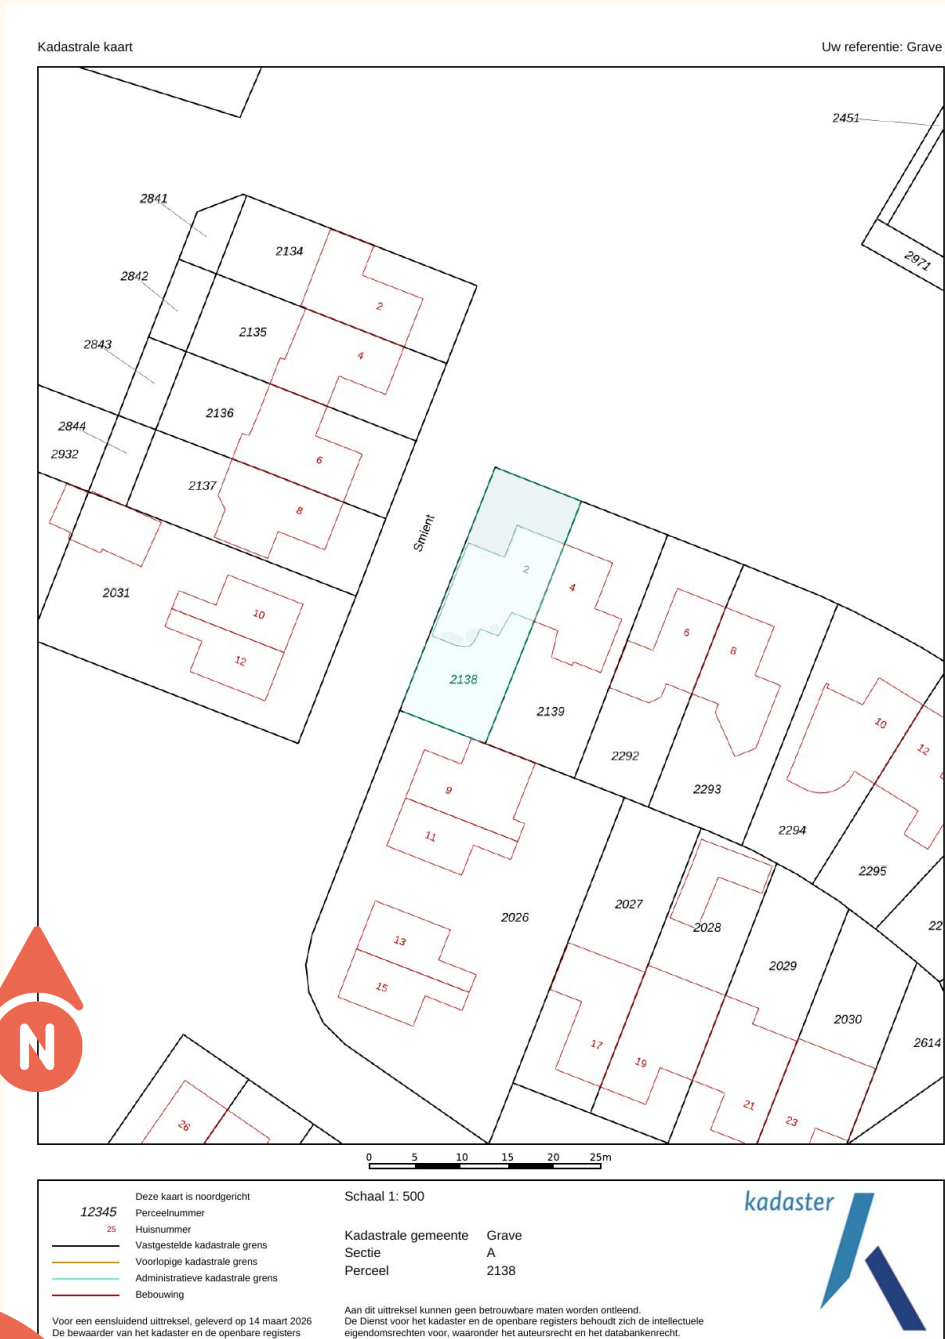 Kadastrale kaart
Uw referentie: Grave
2451
2841
2134
2971
2842
2
2135
2843
4
2136
2844
2932
6
2137
8
Smient
2
4
2031
10
12
6
8
2138
2139
10
12
2292
9
2293
11
2294
2295
2027
2026
2028
22
13
2029
15
2030
N
17
2614
19
21
23
26
0 5 10 15 20 25m
Deze kaart is noordgericht
12345 Perceelnummer
25 Huisnummer
Vastgestelde kadastrale grens
Voorlopige kadastrale grens
Administratieve kadastrale grens
Bebouwing
Voor een eensluidend uittreksel, geleverd op 14 maart 2026
De bewaarder van het kadaster en de openbare registers
Schaal 1: 500
Kadastrale gemeente Grave
Sectie A
Perceel 2138
Aan dit uittreksel kunnen geen betrouwbare maten worden ontleend.
De Dienst voor het kadaster en de openbare registers behoudt zich de intellectuele
eigendomsrechten voor, waaronder het auteursrecht en het databankenrecht.
kadaster